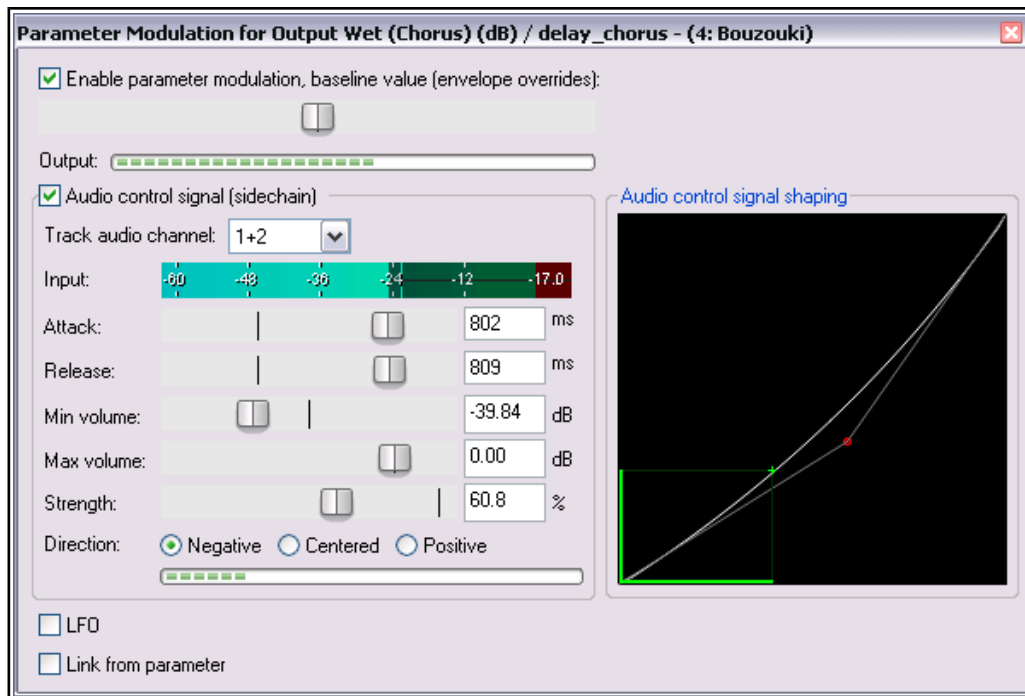 Parameter Modulation for Output Wet (Chorus) (dB) / delay_chorus - (4: Bouzouki)
Enable parameter modulation, baseline value (envelope overrides):
Output:
Audio control signal (sidechain)
Track audio channel: 1+2
Input: -60 -48 -36 -24 -12 -17.0
Attack: 802 ms
Release: 809 ms
Min volume: -39.84 dB
Max volume: 0.00 dB
Strength: 60.8 %
Direction: Negative Centered Positive
Audio control signal shaping
LFO
Link from parameter